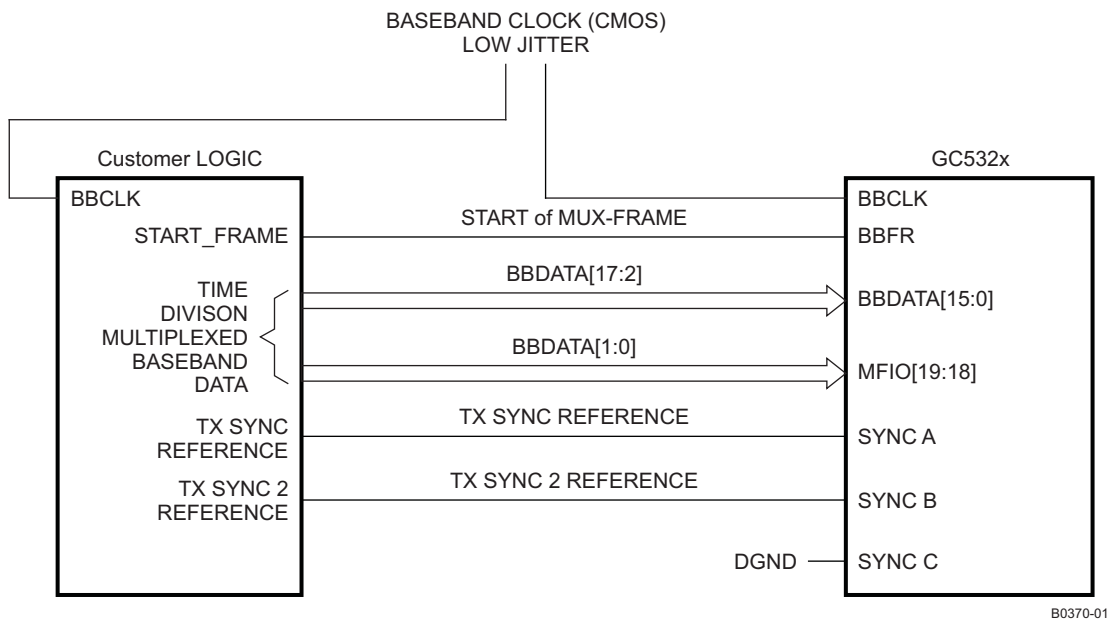 BASEBAND CLOCK (CMOS)
LOW JITTER
Customer LOGIC
GC532x
BBCLK
BBCLK
START_FRAME
START of MUX-FRAME
BBFR
TIME
DIVISON
MULTIPLEXED
BASEBAND
DATA
BBDATA[17:2]
BBDATA[15:0]
BBDATA[1:0]
MFIO[19:18]
TX SYNC
REFERENCE
TX SYNC REFERENCE
SYNC A
TX SYNC 2
REFERENCE
TX SYNC 2 REFERENCE
SYNC B
DGND
SYNC C
B0370-01